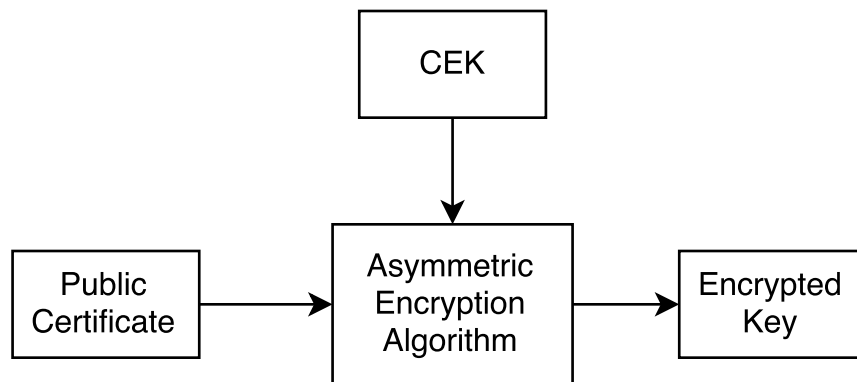 CEK
Public
Certificate
Asymmetric
Encryption
Algorithm
Encrypted
Key